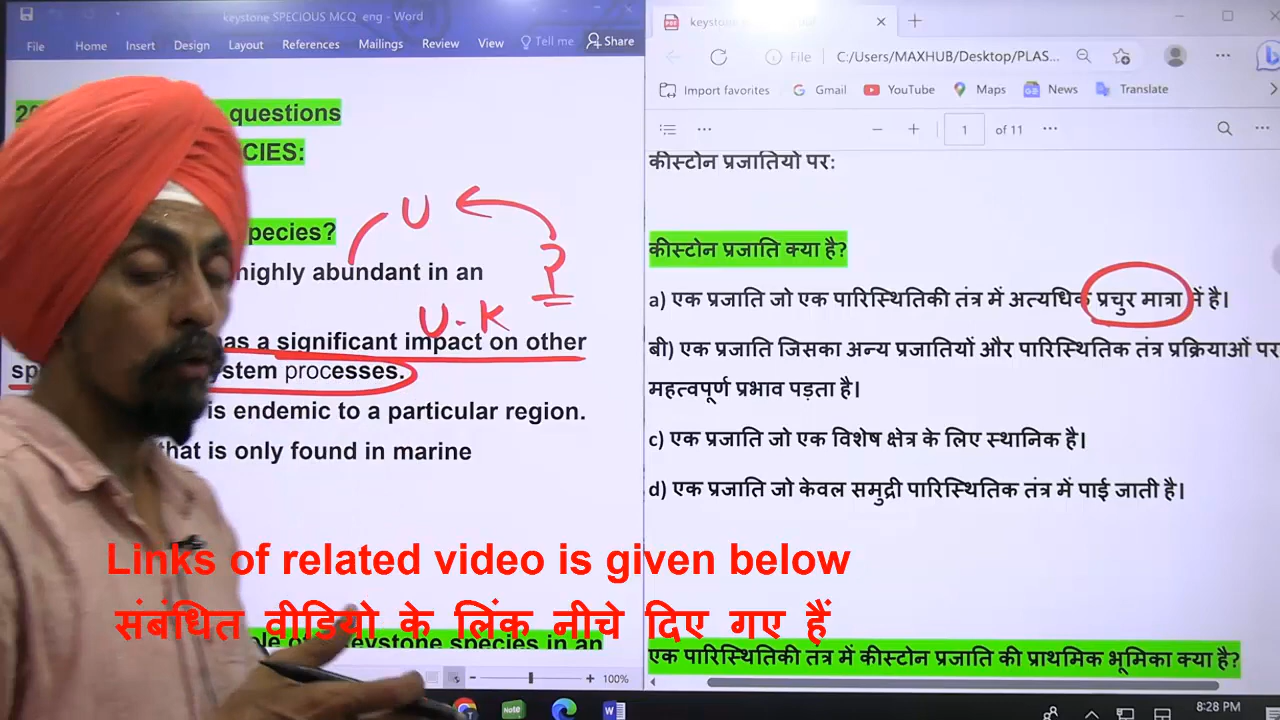 keystone SPECIOUS MCQ eng - Word
File Home Insert Design Layout References Mailings Review View Tell me Share
questions
CIES:
pecies?
highly abundant in an
U
?
U-K
as a significant impact on other
sp
ystem processes.
is endemic to a particular region.
that is only found in marine
ble of keystone species in an
100%
Note
keystone
File C:/Users/MAXHUB/Desktop/PLAS...
Import favorites Gmail YouTube Maps News Translate
1 of 11
कीस्टोन प्रजातियो पर:
कीस्टोन प्रजाति क्या है?
a) एक प्रजाति जो एक पारिस्थितिकी तंत्र में अत्यधिक प्रचुर मात्रा में है।
बी) एक प्रजाति जिसका अन्य प्रजातियों और पारिस्थितिक तंत्र प्रक्रियाओं पर
महत्वपूर्ण प्रभाव पड़ता है।
c) एक प्रजाति जो एक विशेष क्षेत्र के लिए स्थानिक है।
d) एक प्रजाति जो केवल समुद्री पारिस्थितिक तंत्र में पाई जाती है।
एक पारिस्थितिकी तंत्र में कीस्टोन प्रजाति की प्राथमिक भूमिका क्या है?
8:28 PM
Links of related video is given below
संबंधित वीडियो के लिंक नीचे दिए गए हैं